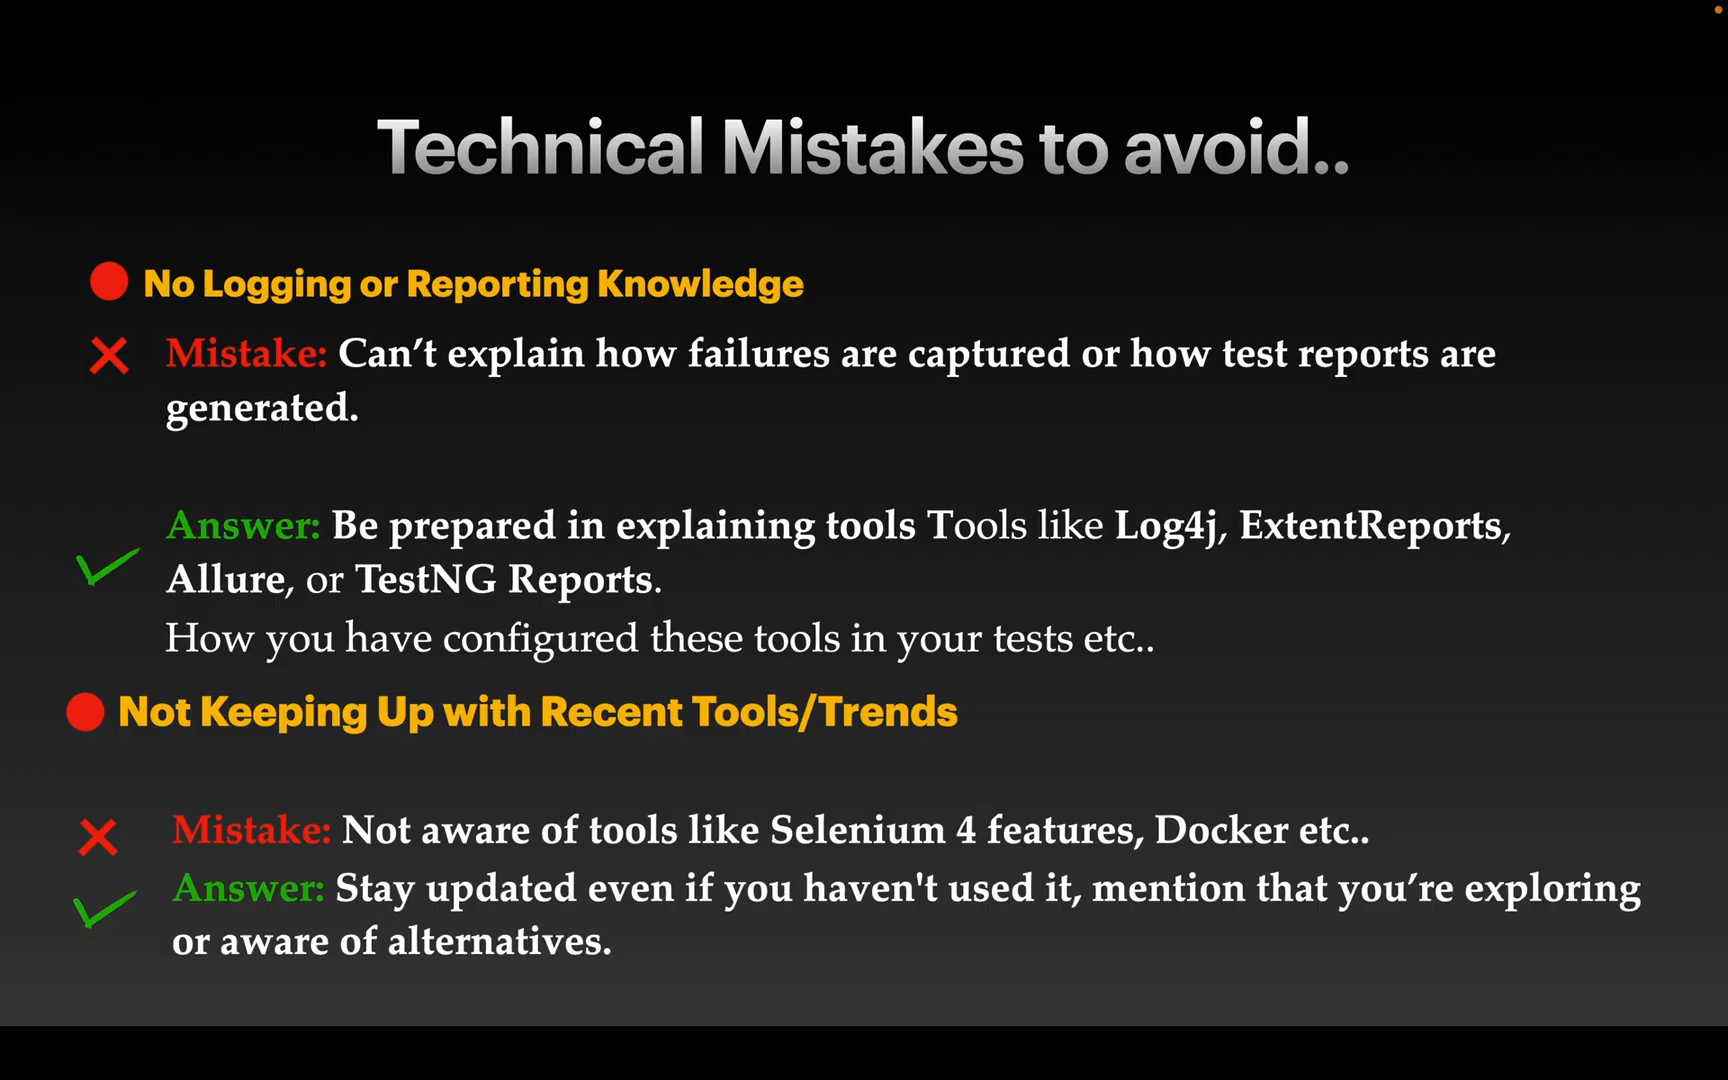 Technical Mistakes to avoid..
No Logging or Reporting Knowledge
Mistake: Can’t explain how failures are captured or how test reports are
generated.
Answer: Be prepared in explaining tools Tools like Log4j, ExtentReports,
Allure, or TestNG Reports.
How you have configured these tools in your tests etc..
Not Keeping Up with Recent Tools/Trends
Mistake: Not aware of tools like Selenium 4 features, Docker etc..
Answer: Stay updated even if you haven't used it, mention that you’re exploring
or aware of alternatives.